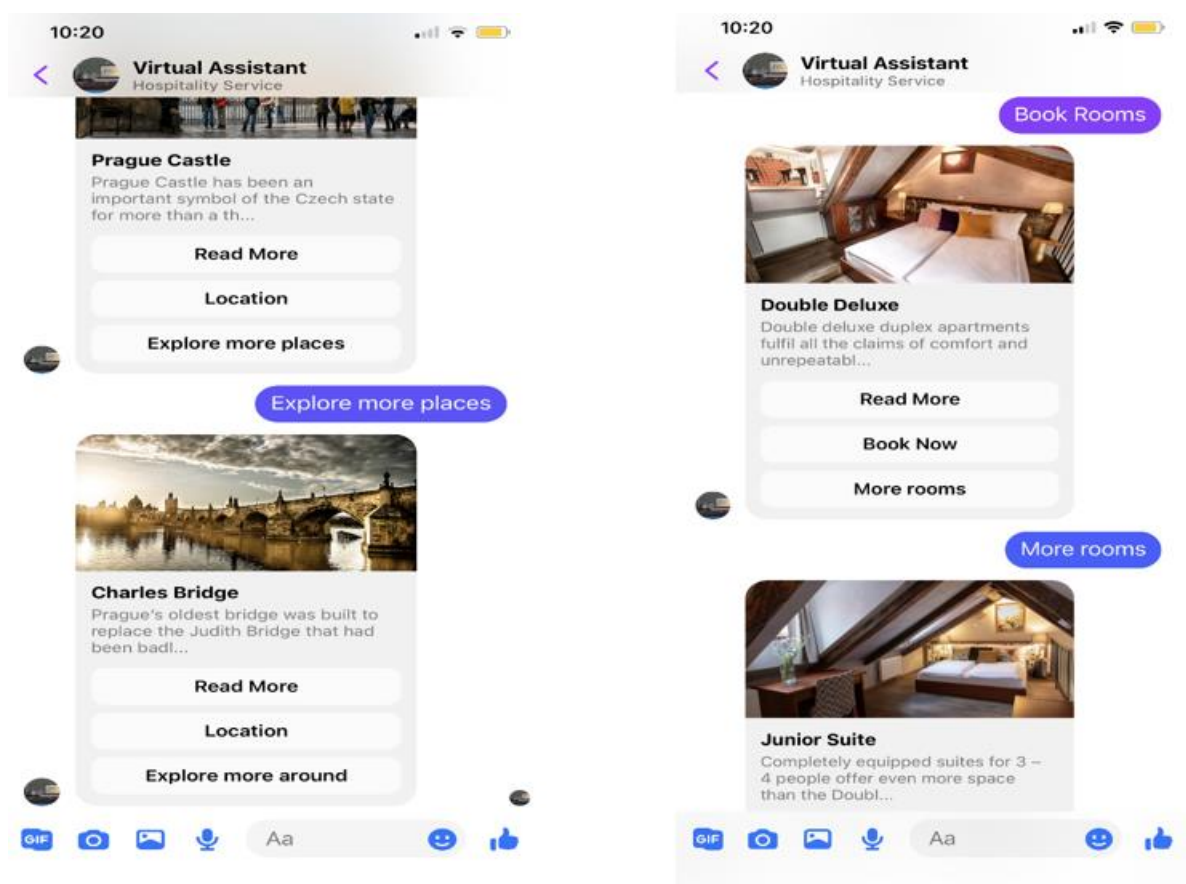 10:20
Virtual Assistant
Hospitality Service
Prague Castle
Prague Castle has been an
important symbol of the Czech state
for more than a th...
Read More
Location
Explore more places
Explore more places
Charles Bridge
Prague's oldest bridge was built to
replace the Judith Bridge that had
been badl...
Read More
Location
Explore more around
GIF
Aa
10:20
Virtual Assistant
Hospitality Service
Book Rooms
Double Deluxe
Double deluxe duplex apartments
fulfil all the claims of comfort and
unrepeatabl...
Read More
Book Now
More rooms
More rooms
Junior Suite
Completely equipped suites for 3 –
4 people offer even more space
than the Doubl...
GIF
Aa